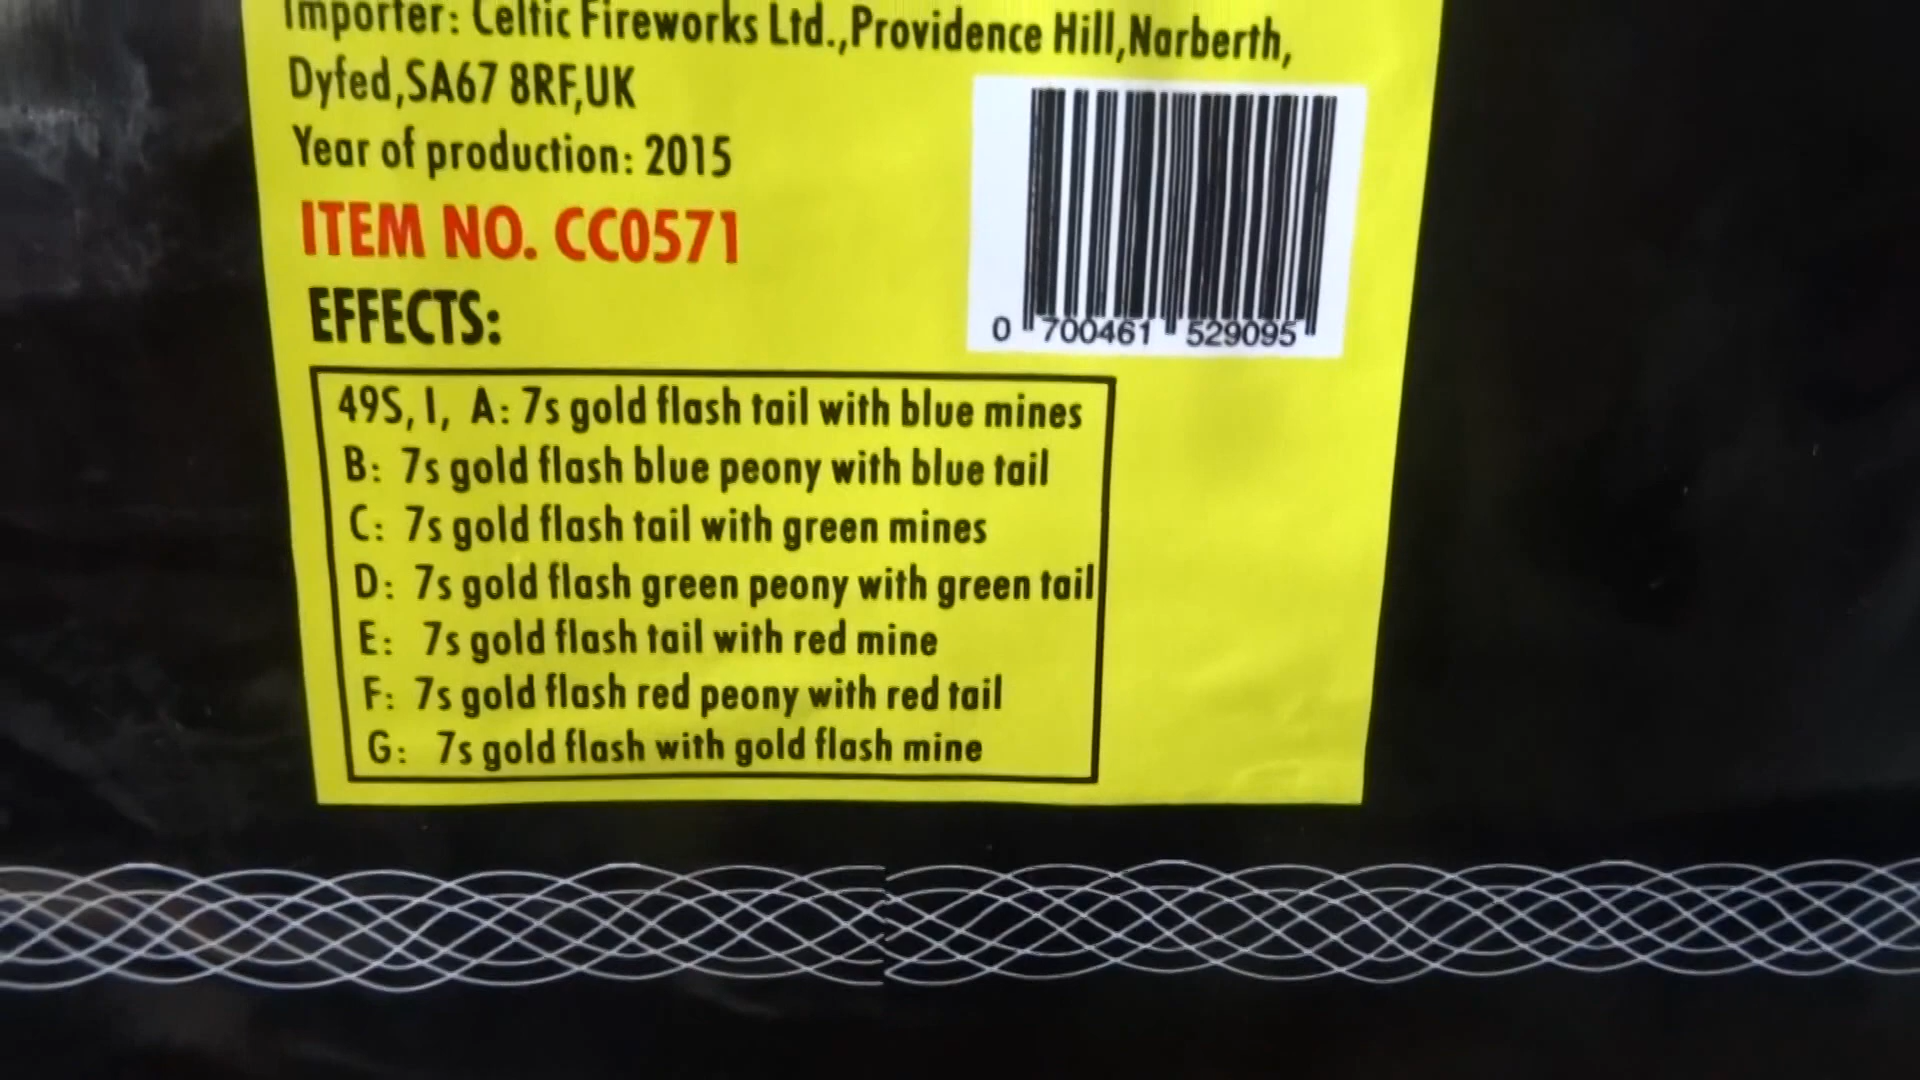 Importer: Celtic Fireworks Ltd.,Providence Hill,Narberth,
Dyfed,SA67 8RF,UK
Year of production: 2015
ITEM NO. CC0571
0 700461 529095
EFFECTS:
49S, I, A: 7s gold flash tail with blue mines
B: 7s gold flash blue peony with blue tail
C: 7s gold flash tail with green mines
D: 7s gold flash green peony with green tail
E: 7s gold flash tail with red mine
F: 7s gold flash red peony with red tail
G: 7s gold flash with gold flash mine